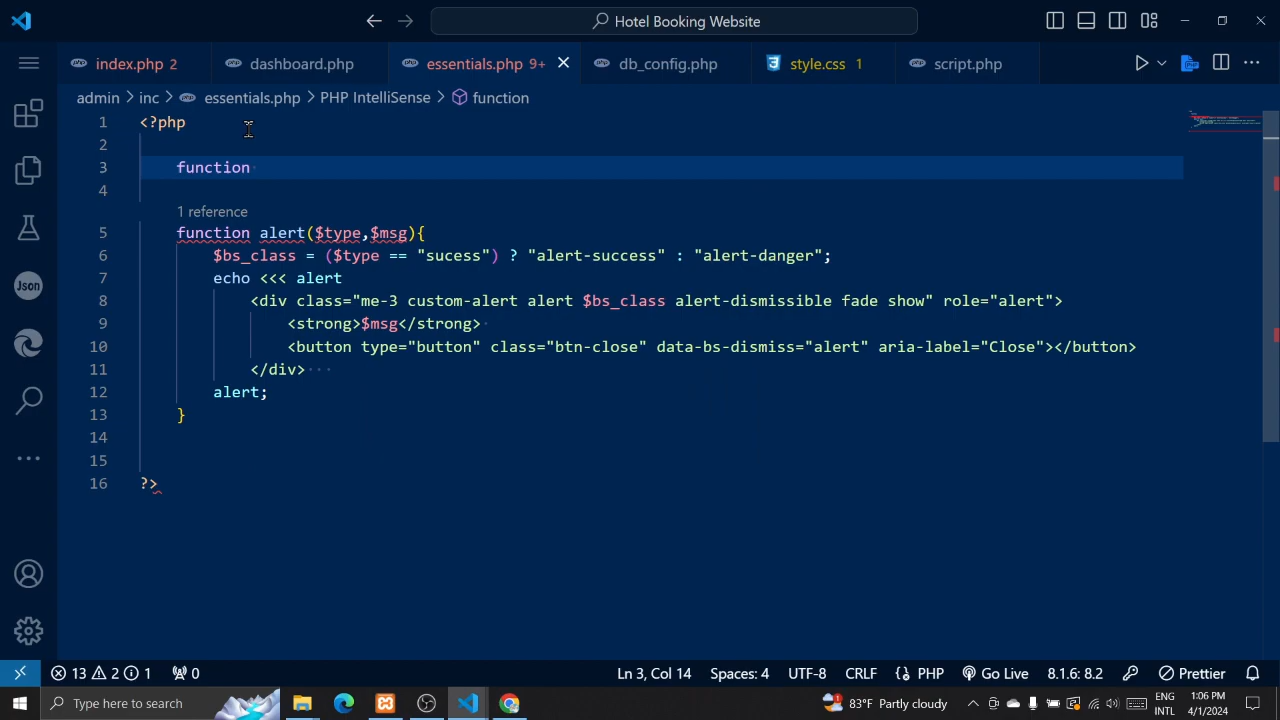 Hotel Booking Website
index.php 2
dashboard.php
essentials.php 9+
db_config.php
style.css 1
script.php
admin > inc > essentials.php > PHP IntelliSense > function
1 <?php
2
3 function
4
1 reference
5 function alert($type,$msg){
6 $bs_class = ($type == "sucess") ? "alert-success" : "alert-danger";
7 echo <<< alert
8 <div class="me-3 custom-alert alert $bs_class alert-dismissible fade show" role="alert">
9 <strong>$msg</strong>
10 <button type="button" class="btn-close" data-bs-dismiss="alert" aria-label="Close"></button>
11 </div>
12 alert;
13 }
14
15
16 ?>
Json
13 2 1 0 Ln 3, Col 14 Spaces: 4 UTF-8 CRLF PHP Go Live 8.1.6: 8.2 Prettier
Type here to search
83°F Partly cloudy
ENG
INTL
1:06 PM
4/1/2024